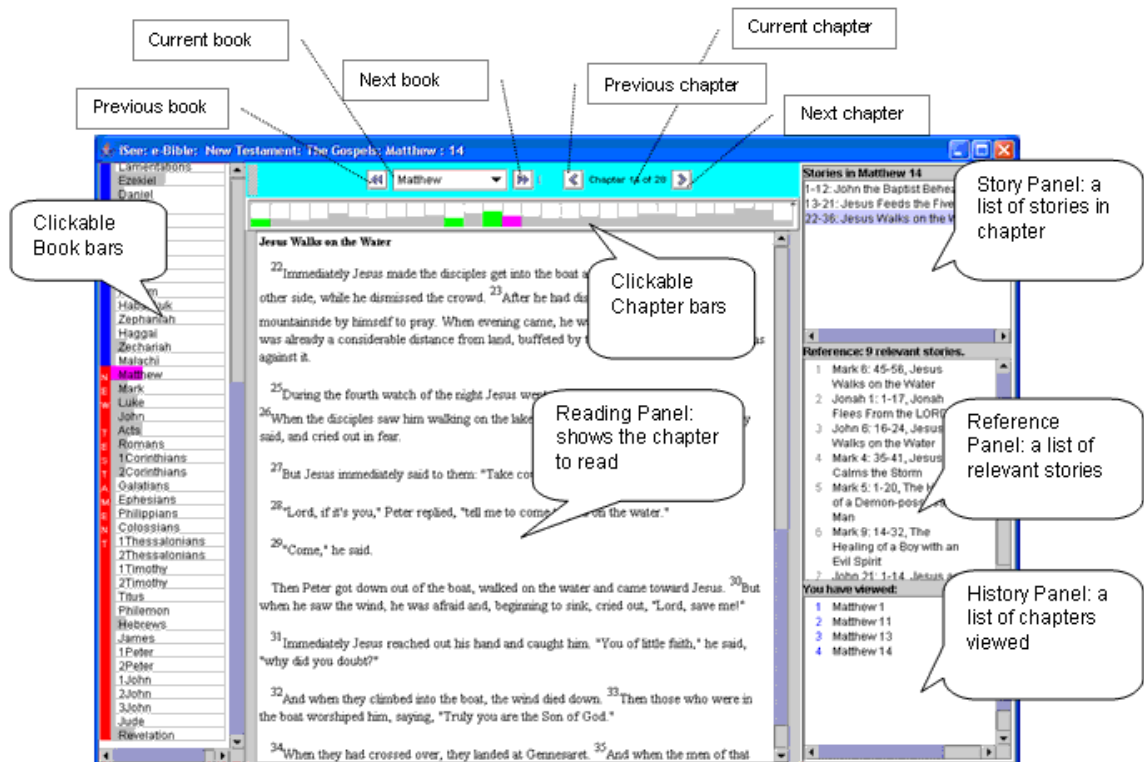 Current book
Current chapter
Next book
Previous chapter
Previous book
Next chapter
iSee: e-Bible: New Testament: The Gospels: Matthew : 14
Lamentations
Ezekiel
Daniel
Clickable
Book bars
Zephaniah
Haggai
Zechariah
Malachi
Matthew
Mark
Luke
John
Acts
Romans
1Corinthians
2Corinthians
Galatians
Ephesians
Philippians
Colossians
1Thessalonians
2Thessalonians
1Timothy
2Timothy
Titus
Philemon
Hebrews
James
1Peter
2Peter
1John
2John
3John
Jude
Revelation
NEW TESTAMENT
Matthew
Chapter 14 of 28
Clickable
Chapter bars
Jesus Walks on the Water
22Immediately Jesus made the disciples get into the boat
other side, while he dismissed the crowd. 23After he had
mountainside by himself to pray. When evening came, he
was already a considerable distance from land, buffeted by
against it.
25During the fourth watch of the night Jesus
26When the disciples saw him walking on the
said, and cried out in fear.
27But Jesus immediately said to them: "Take
28"Lord, if it's you," Peter replied, "tell me to come on the water."
29"Come," he said.
Then Peter got down out of the boat, walked on the water and came toward Jesus. 30But
when he saw the wind, he was afraid and, beginning to sink, cried out, "Lord, save me!"
31Immediately Jesus reached out his hand and caught him. "You of little faith," he said,
"why did you doubt?"
32And when they climbed into the boat, the wind died down. 33Then those who were in
the boat worshiped him, saying, "Truly you are the Son of God."
34When they had crossed over, they landed at Gennesaret. 35And when the men of that
Reading Panel:
shows the chapter
to read
Stories in Matthew 14
1-12: John the Baptist
13-21: Jesus Feeds the Five
22-36: Jesus Walks on the
Story Panel: a
list of stories in
chapter
Reference: 9 relevant stories.
1 Mark 6: 45-56, Jesus
Walks on the Water
2 Jonah 1: 1-17, Jonah
Flees From the LORD
3 John 6: 16-24, Jesus
Walks on the Water
4 Mark 4: 35-41, Jesus
Calms the Storm
5 Mark 5: 1-20, The
of a
Man
6 Mark 9: 14-32, The
Healing of a Boy with an
Evil Spirit
7 John 21: 1-14, Jesus
Reference
Panel: a list of
relevant stories
You have viewed:
1 Matthew 1
2 Matthew 11
3 Matthew 13
4 Matthew 14
History Panel: a
list of chapters
viewed